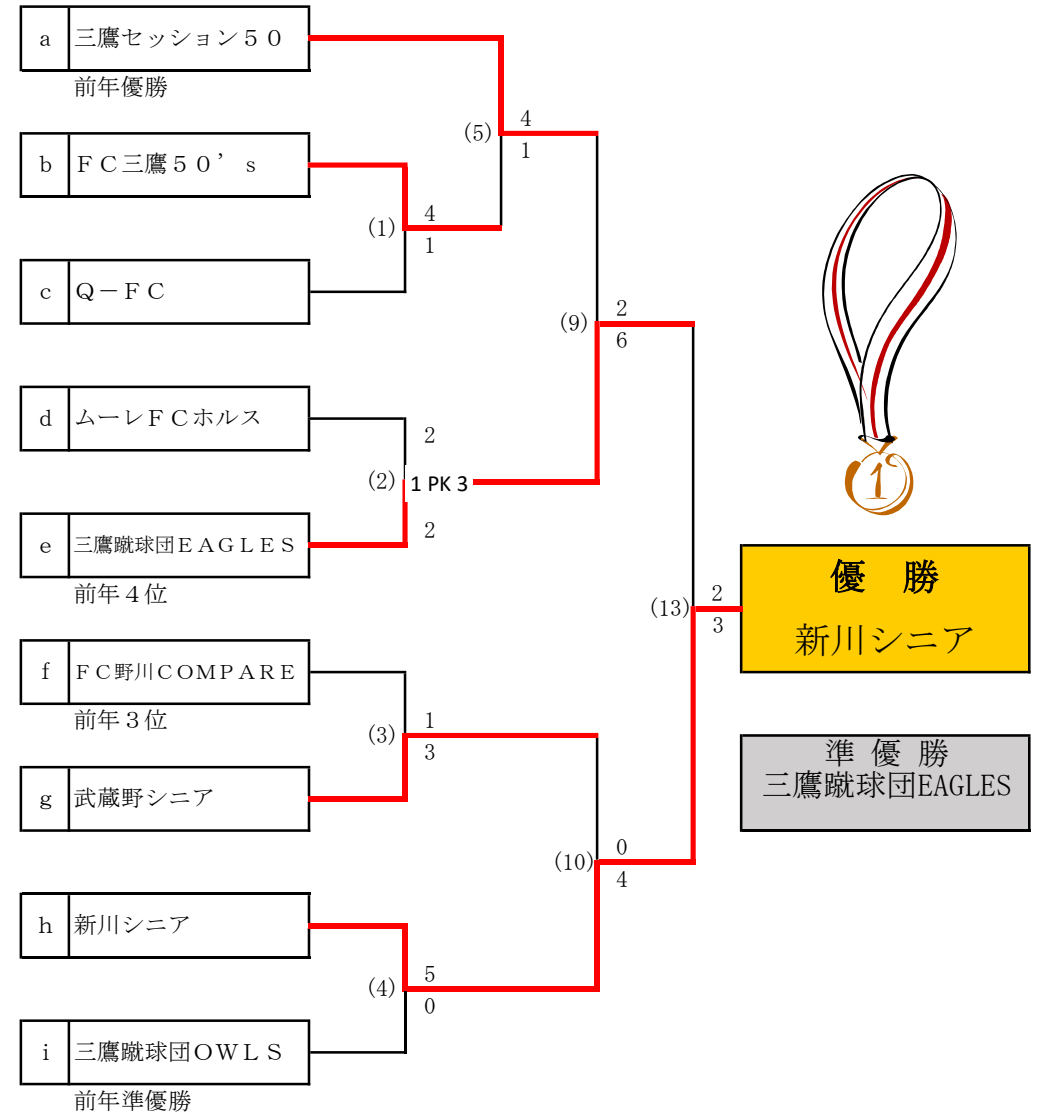 a 三鷹セッション５０
前年優勝
4
(5)
1
b ＦＣ三鷹５０’ｓ
4
(1)
1
c Ｑ－ＦＣ
2
(9)
6
d ムーレＦＣホルス
2
(2) 1 PK 3
2
e 三鷹蹴球団ＥＡＧＬＥＳ
前年４位
1
優　勝
新川シニア
2
(13)
3
f ＦＣ野川ＣＯＭＰＡＲＥ
前年３位
1
(3)
3
準 優 勝
三鷹蹴球団EAGLES
g 武蔵野シニア
0
(10)
4
h 新川シニア
5
(4)
0
i 三鷹蹴球団ＯＷＬＳ
前年準優勝